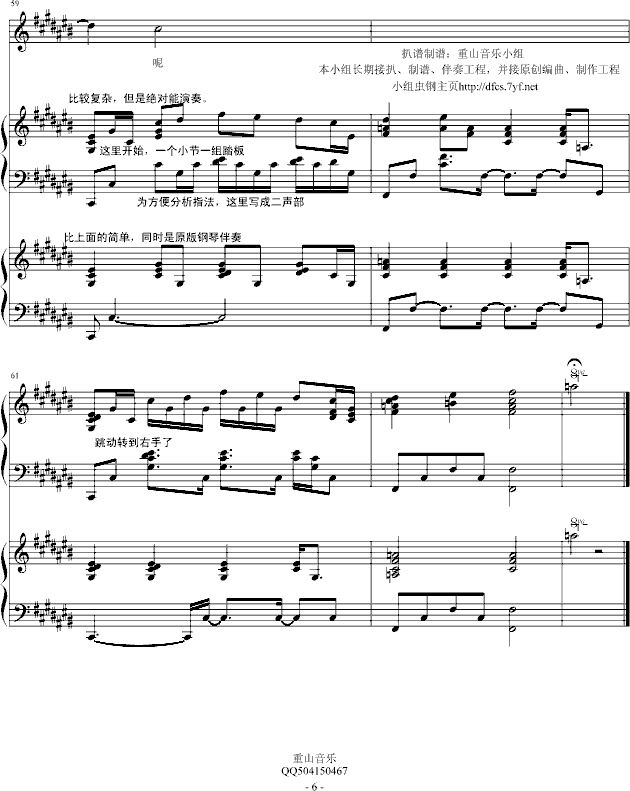 59
呢
扒谱制谱：重山音乐小组
本小组长期接扒、制谱、伴奏工程，并接原创编曲、制作工程
小组虫钢主页http://dfcs.7yf.net
比较复杂，但是绝对能演奏。
这里开始，一个小节一组踏板
为方便分析指法，这里写成二声部
比上面的简单，同时是原版钢琴伴奏
61
8va
跳动转到右手了
8va
重山音乐
QQ504150467
- 6 -